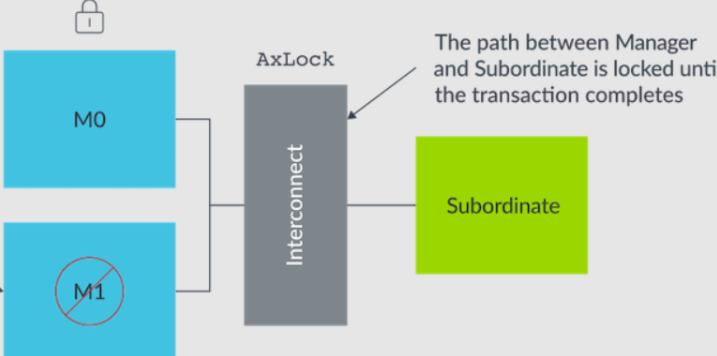 The path between Manager
AxLock
and Subordinate is locked unti
the transaction completes
M0
Interconnect
Subordinate
M1